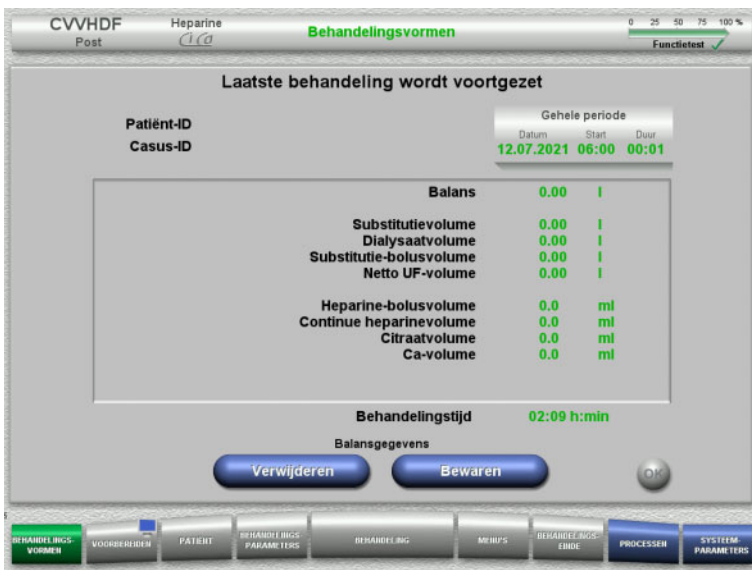 CVVHDF
Post
Heparine
CiCa
Behandelingsvormen
0 25 50 75 100 %
Functietest
Laatste behandeling wordt voortgezet
Gehele periode
Patiënt-ID
Datum Start Duur
Casus-ID
12.07.2021 06:00 00:01
Balans 0.00 l
Substitutievolume 0.00 l
Dialysaatvolume 0.00 l
Substitutie-bolusvolume 0.00 l
Netto UF-volume 0.00 l
Heparine-bolusvolume 0.0 ml
Continue heparinevolume 0.0 ml
Citraatvolume 0.0 ml
Ca-volume 0.0 ml
Behandelingstijd 02:09 h:min
Balansgegevens
Verwijderen Bewaren OK
BEHANDELINGS-
VORMEN
VOORBEREIDEN
PATIËNT
BEHANDELINGS-
PARAMETERS
BEHANDELING
MENU'S
BEHANDELINGS-
EINDE
PROCESSEN
SYSTEEM-
PARAMETERS